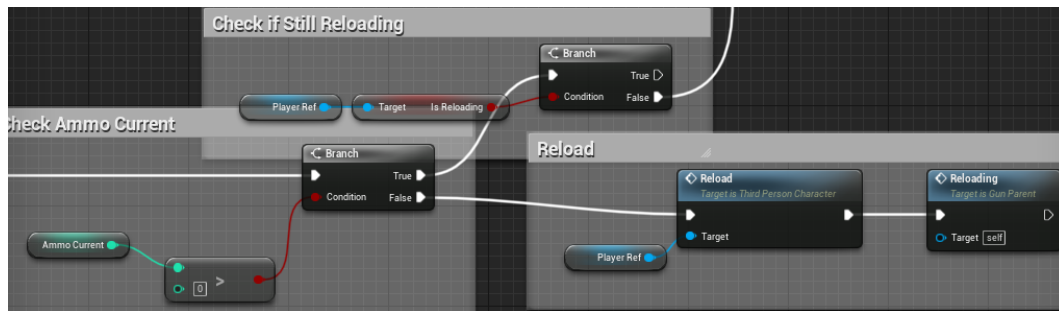 Check if Still Reloading
Branch
True
Condition False
Player Ref
Target Is Reloading
Check Ammo Current
Branch
True
Condition False
Ammo Current
0 >
Reload
Reload
Target is Third Person Character
Target
Player Ref
Reloading
Target is Gun Parent
Target self